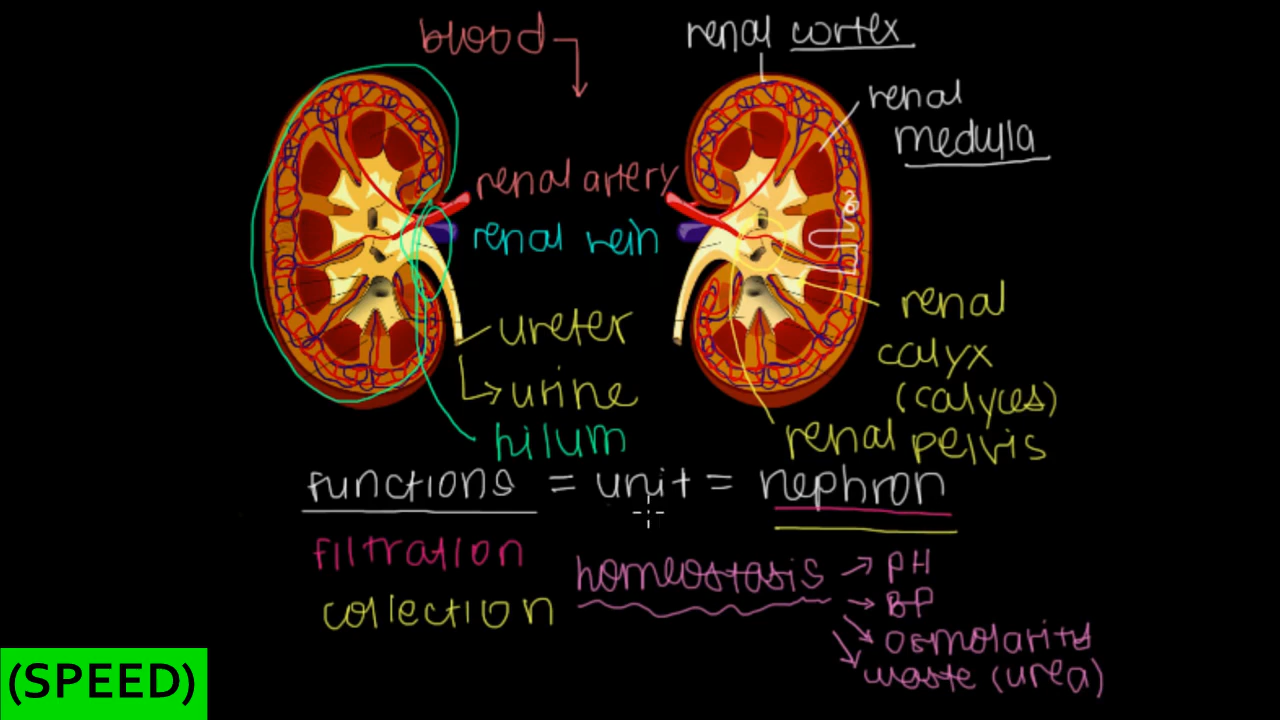 blood
renal cortex
renal
medulla
renal artery
renal vein
ureter
urine
hilum
renal
calyx
(calyces)
renal pelvis
functions = unit = nephron
filtration
collection
homeostasis
PH
BP
osmolarity
waste (urea)
(SPEED)